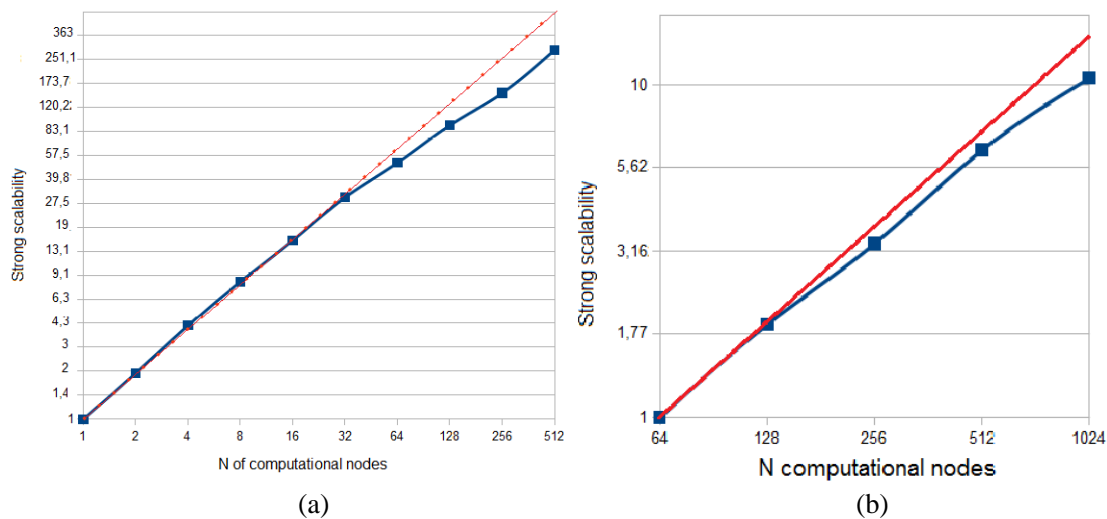 363
251,1
173,7
120,2
83,1
57,5
39,8
27,5
19
13,1
9,1
6,3
4,3
3
2
1,4
1
Strong scalability
1 2 4 8 16 32 64 128 256 512
N of computational nodes
(a)
10
5,62
3,16
1,77
1
Strong scalability
64 128 256 512 1024
N computational nodes
(b)